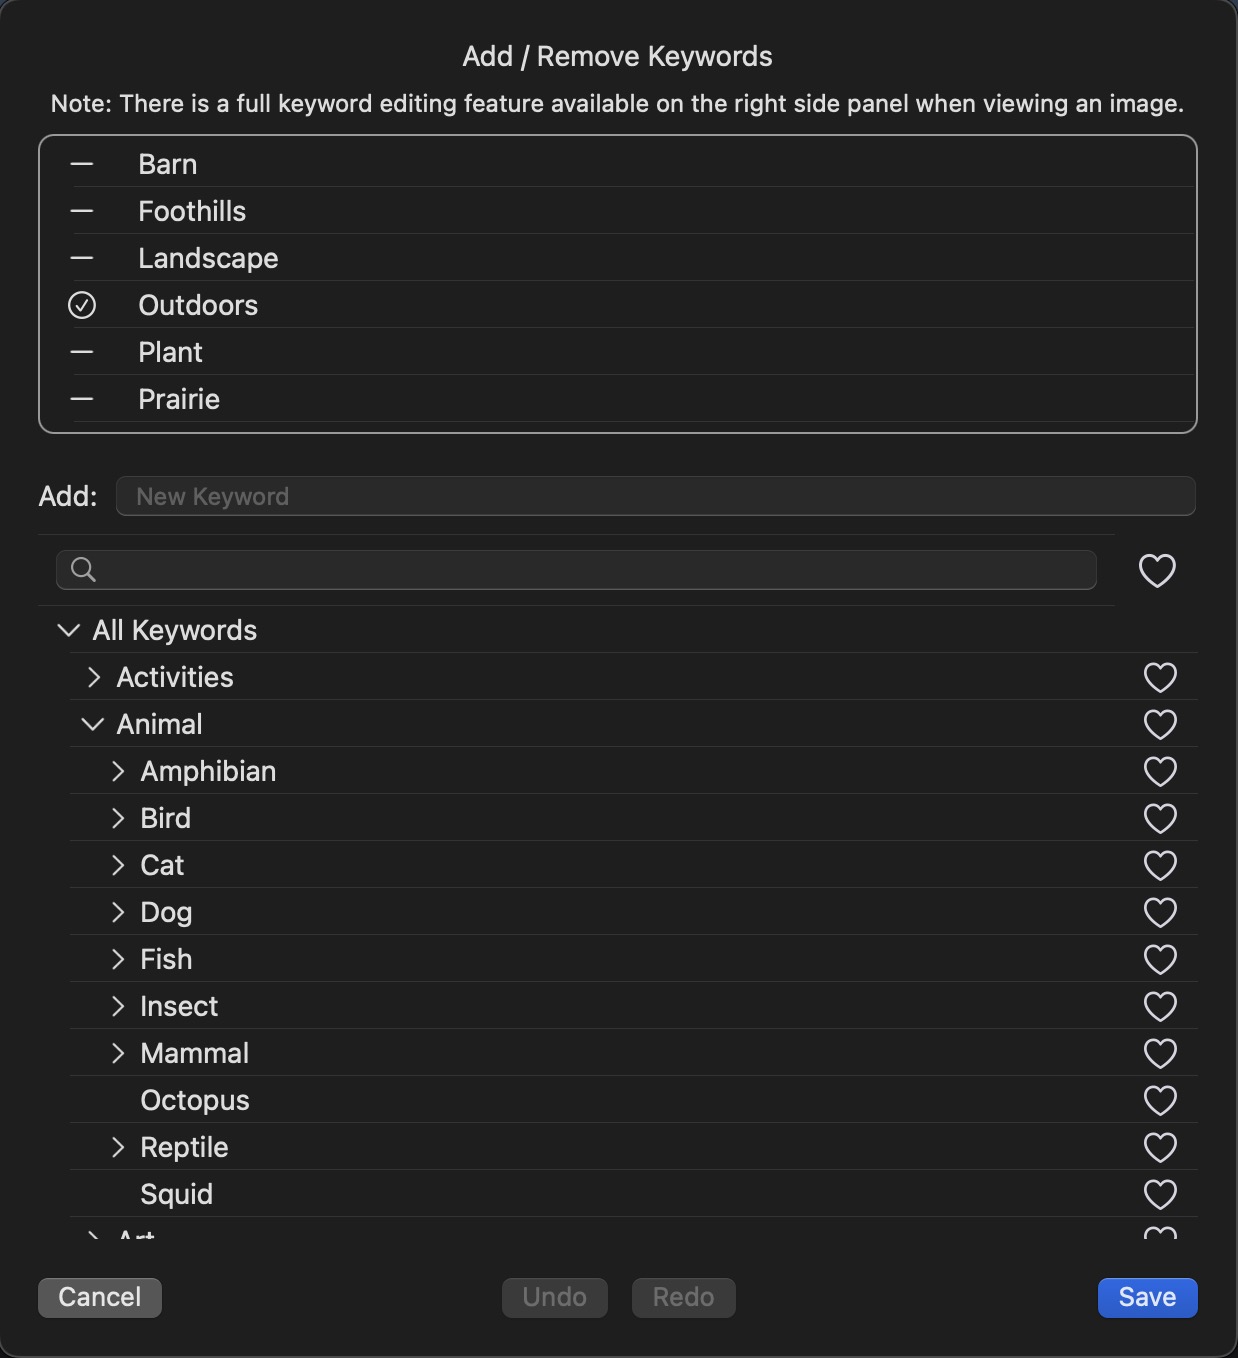 Add / Remove Keywords
Note: There is a full keyword editing feature available on the right side panel when viewing an image.
Barn
Foothills
Landscape
Outdoors
Plant
Prairie
Add: New Keyword
All Keywords
Activities
Animal
Amphibian
Bird
Cat
Dog
Fish
Insect
Mammal
Octopus
Reptile
Squid
Art
Cancel Undo Redo Save